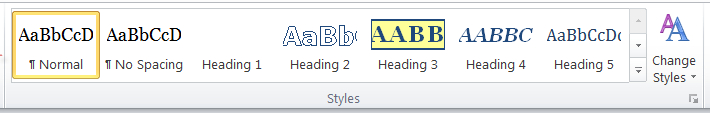 AaBbCcD AaBbCcD AaBb AABB AABBC AaBbCcD
¶ Normal ¶ No Spacing Heading 1 Heading 2 Heading 3 Heading 4 Heading 5
Change
Styles
Styles